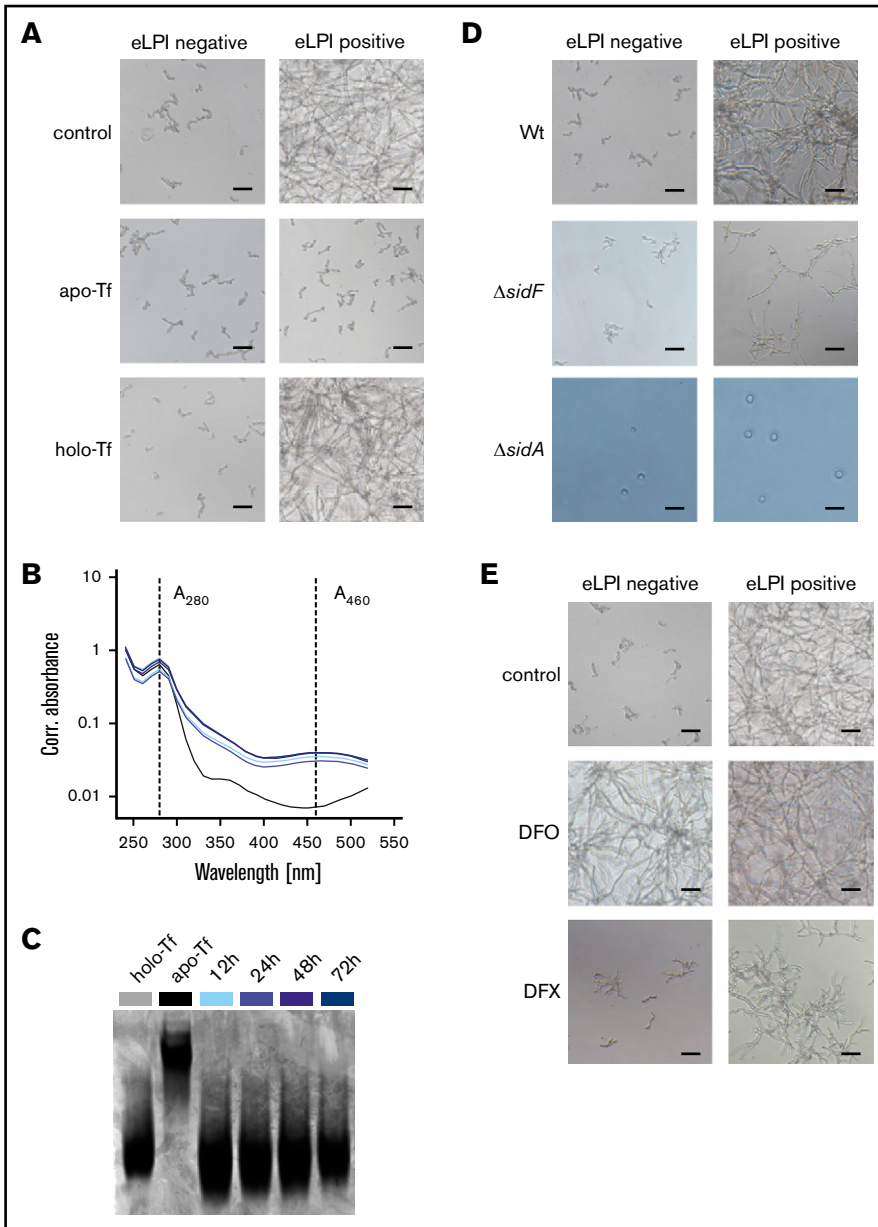 A
eLPI negative eLPI positive
control
apo-Tf
holo-Tf
B
10
1
0.1
0.01
Corr. absorbance
A280
A460
250 300 350 400 450 500 550
Wavelength [nm]
C
holo-Tf apo-Tf 12h 24h 48h 72h
D
eLPI negative eLPI positive
Wt
ΔsidF
ΔsidA
E
eLPI negative eLPI positive
control
DFO
DFX